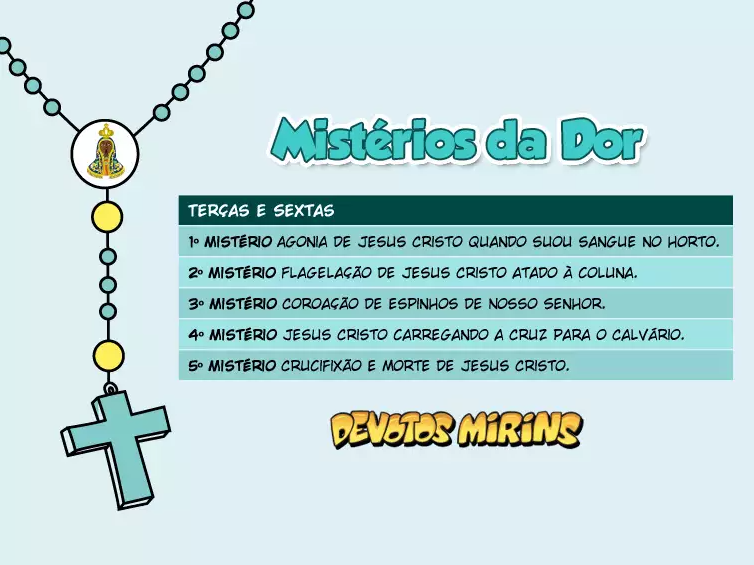 Mistérios da Dor
TERÇAS E SEXTAS
1º MISTÉRIO AGONIA DE JESUS CRISTO QUANDO SUOU SANGUE NO HORTO.
2º MISTÉRIO FLAGELAÇÃO DE JESUS CRISTO ATADO À COLUNA.
3º MISTÉRIO COROAÇÃO DE ESPINHOS DE NOSSO SENHOR.
4º MISTÉRIO JESUS CRISTO CARREGANDO A CRUZ PARA O CALVÁRIO.
5º MISTÉRIO CRUCIFIXÃO E MORTE DE JESUS CRISTO.
DEVOTOS MIRINS